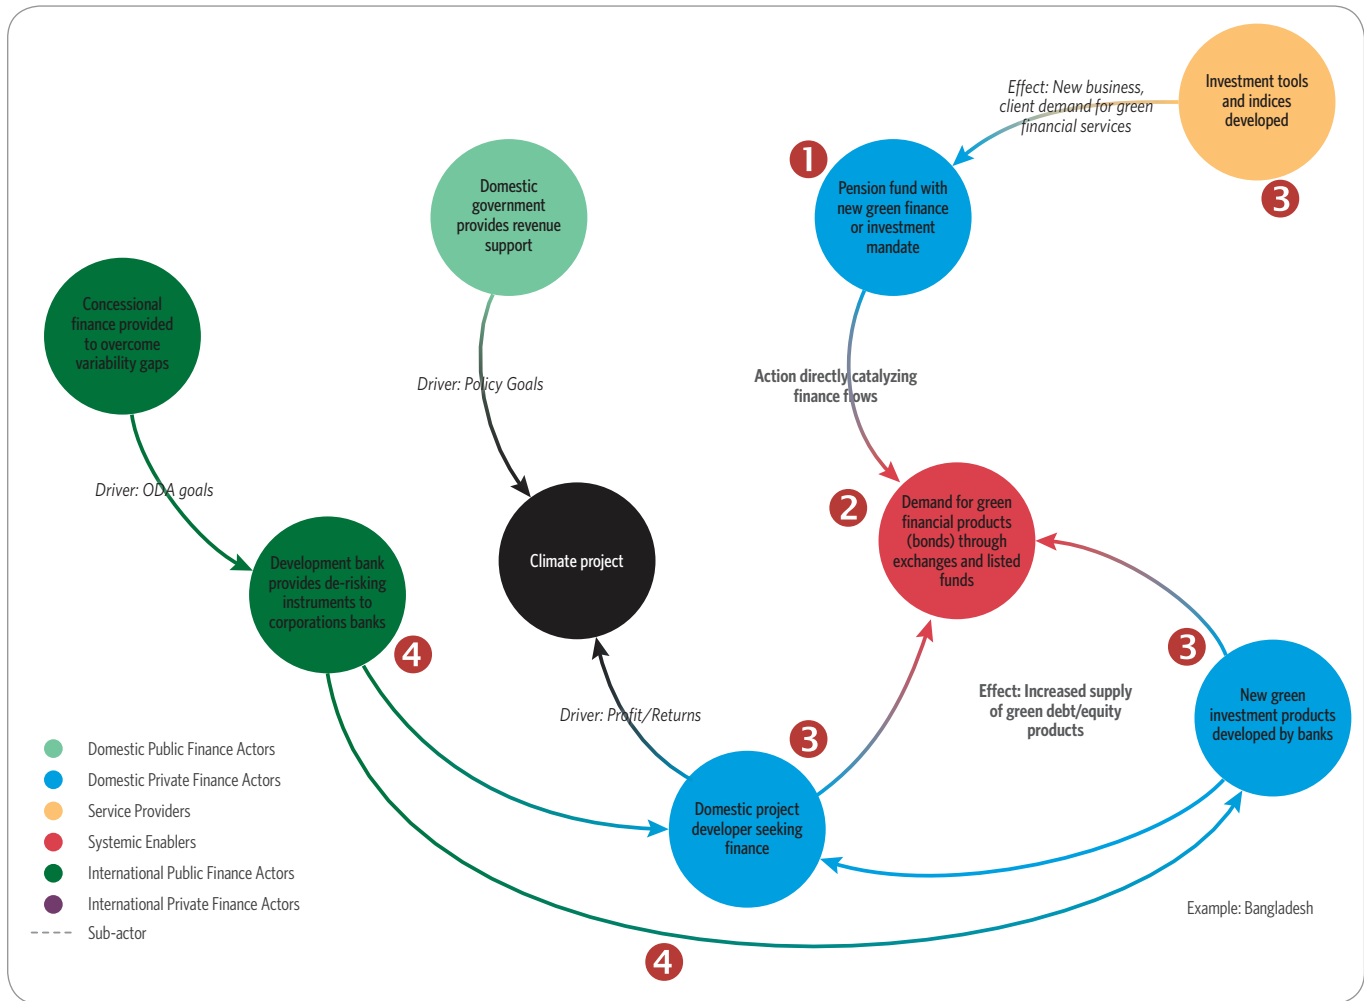 Investment tools
and indices
developed
3
Effect: New business,
client demand for green
financial services
1
Pension fund with
new green finance
or investment
mandate
Domestic
government
provides revenue
support
Concessional
finance provided
to overcome
variability gaps
Driver: Policy Goals
Action directly catalyzing
finance flows
Driver: ODA goals
2
Demand for green
financial products
(bonds) through
exchanges and listed
funds
Climate project
Development bank
provides de-risking
instruments to
corporations banks
4
3
New green
investment products
developed by banks
Effect: Increased supply
of green debt/equity
products
Driver: Profit/Returns
3
Domestic project
developer seeking
finance
Domestic Public Finance Actors
Domestic Private Finance Actors
Service Providers
Systemic Enablers
International Public Finance Actors
International Private Finance Actors
Sub-actor
Example: Bangladesh
4